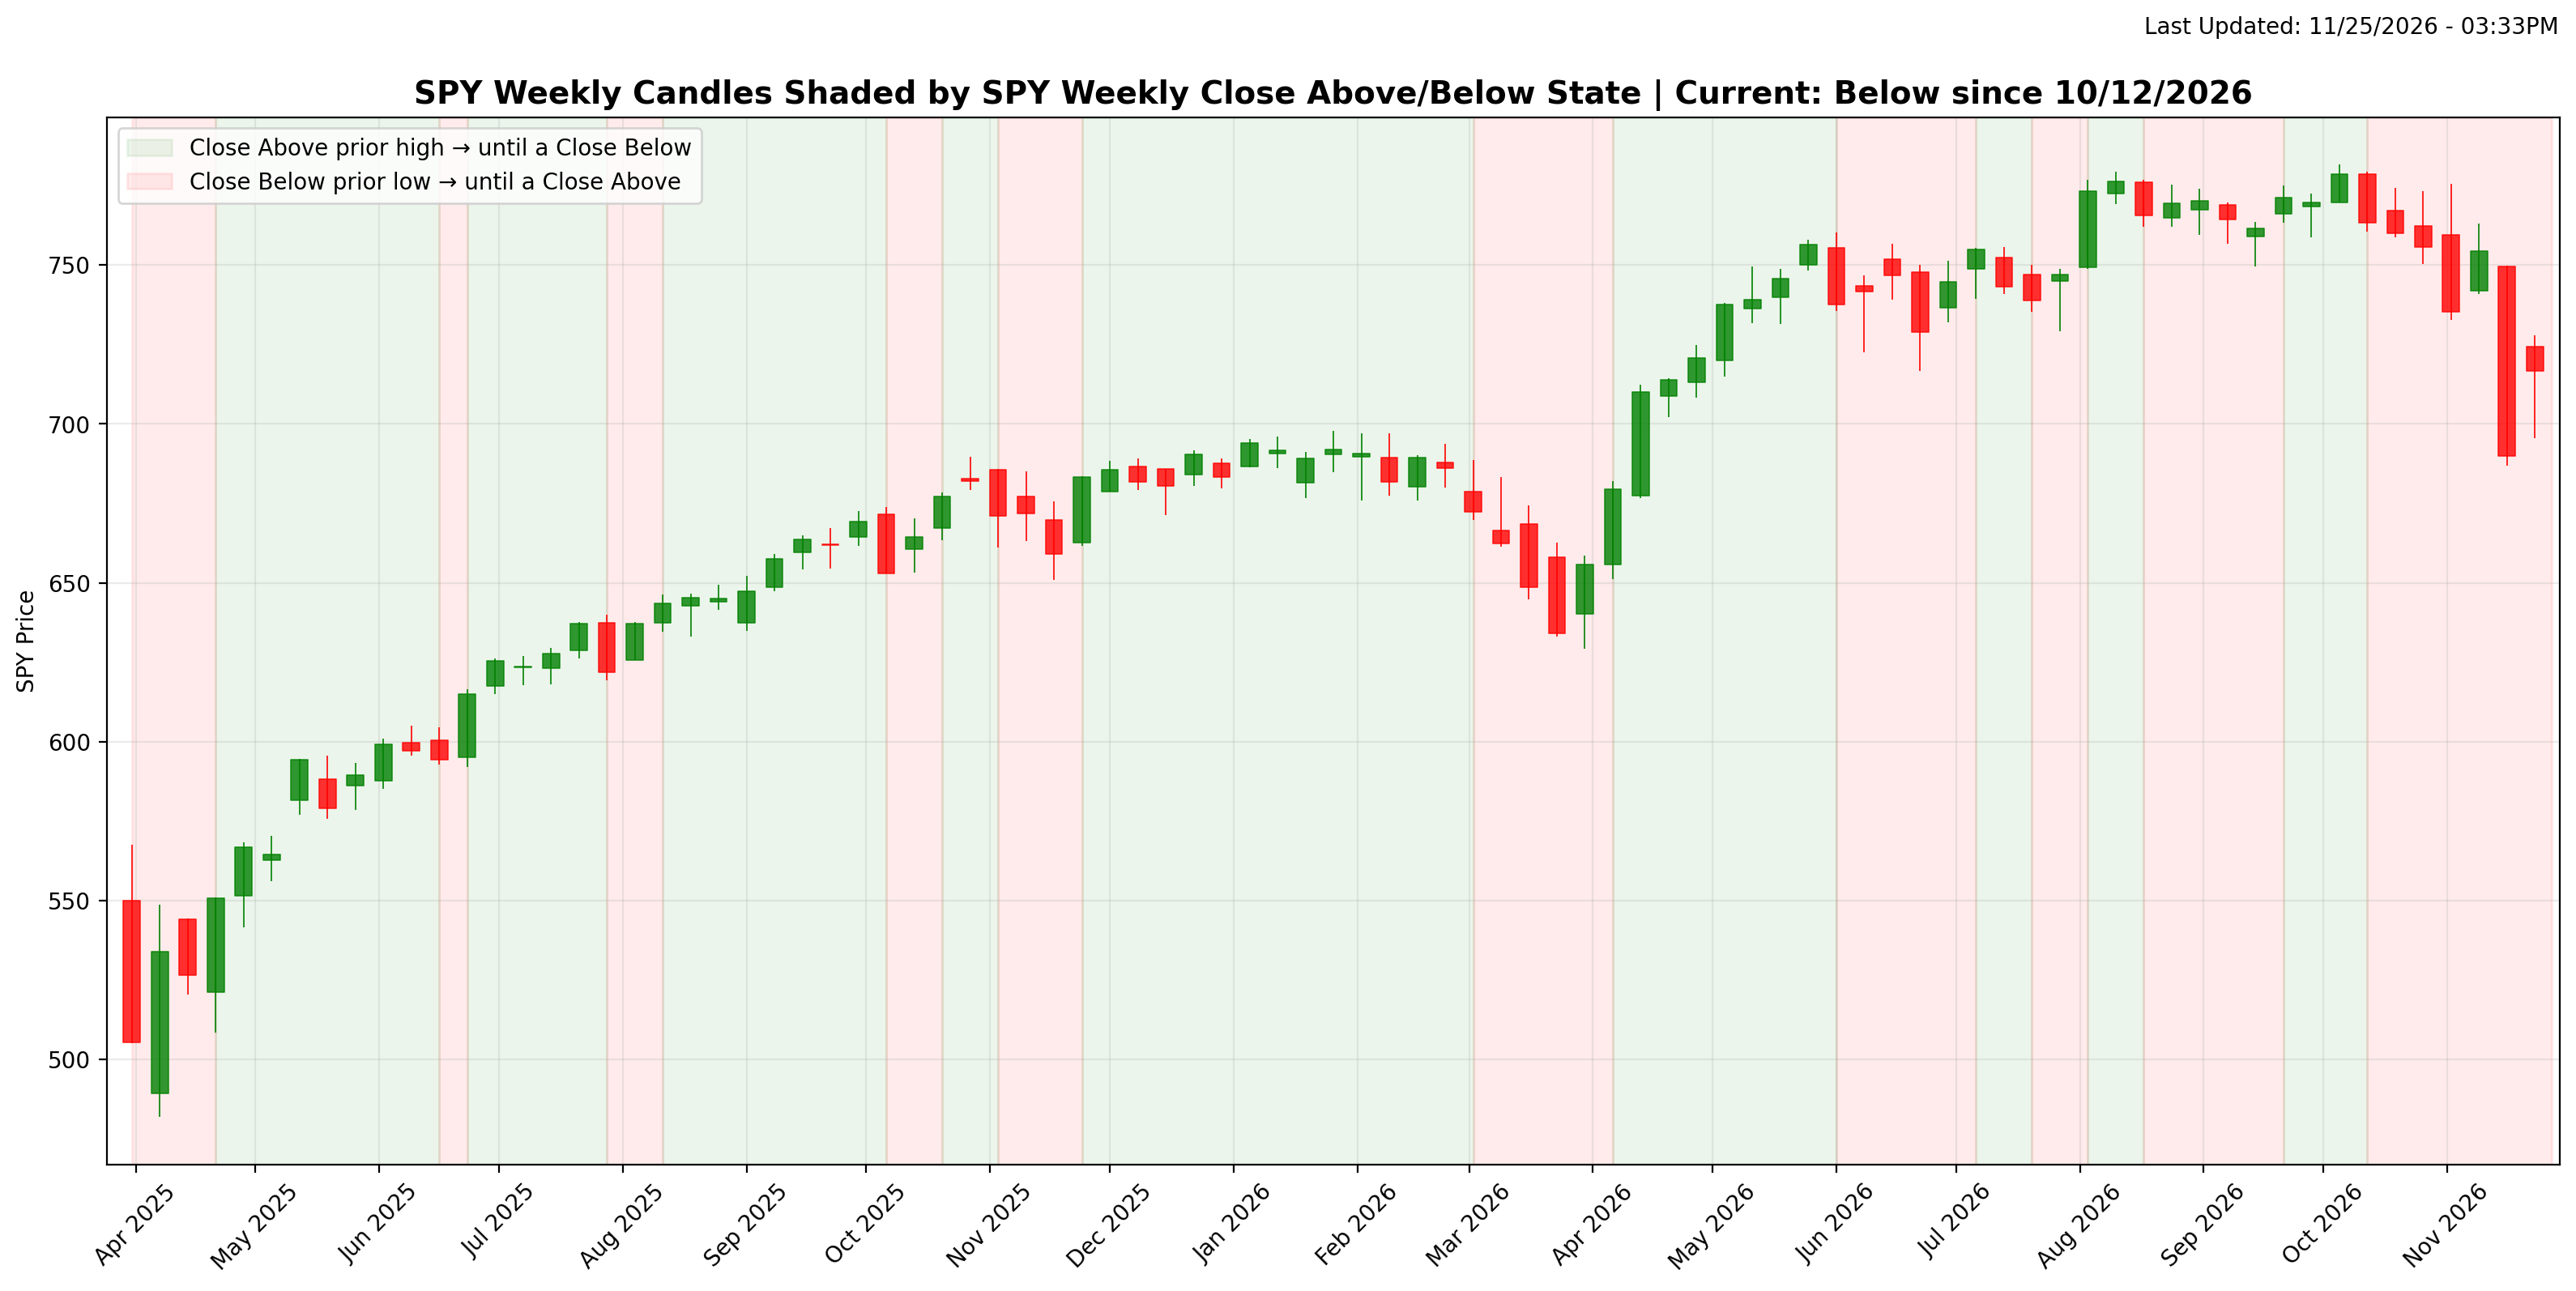 Last Updated: 11/25/2026 - 03:33PM
SPY Weekly Candles Shaded by SPY Weekly Close Above/Below State | Current: Below since 10/12/2026
Close Above prior high → until a Close Below
Close Below prior low → until a Close Above
SPY Price
750
700
650
600
550
500
Apr 2025
May 2025
Jun 2025
Jul 2025
Aug 2025
Sep 2025
Oct 2025
Nov 2025
Dec 2025
Jan 2026
Feb 2026
Mar 2026
Apr 2026
May 2026
Jun 2026
Jul 2026
Aug 2026
Sep 2026
Oct 2026
Nov 2026